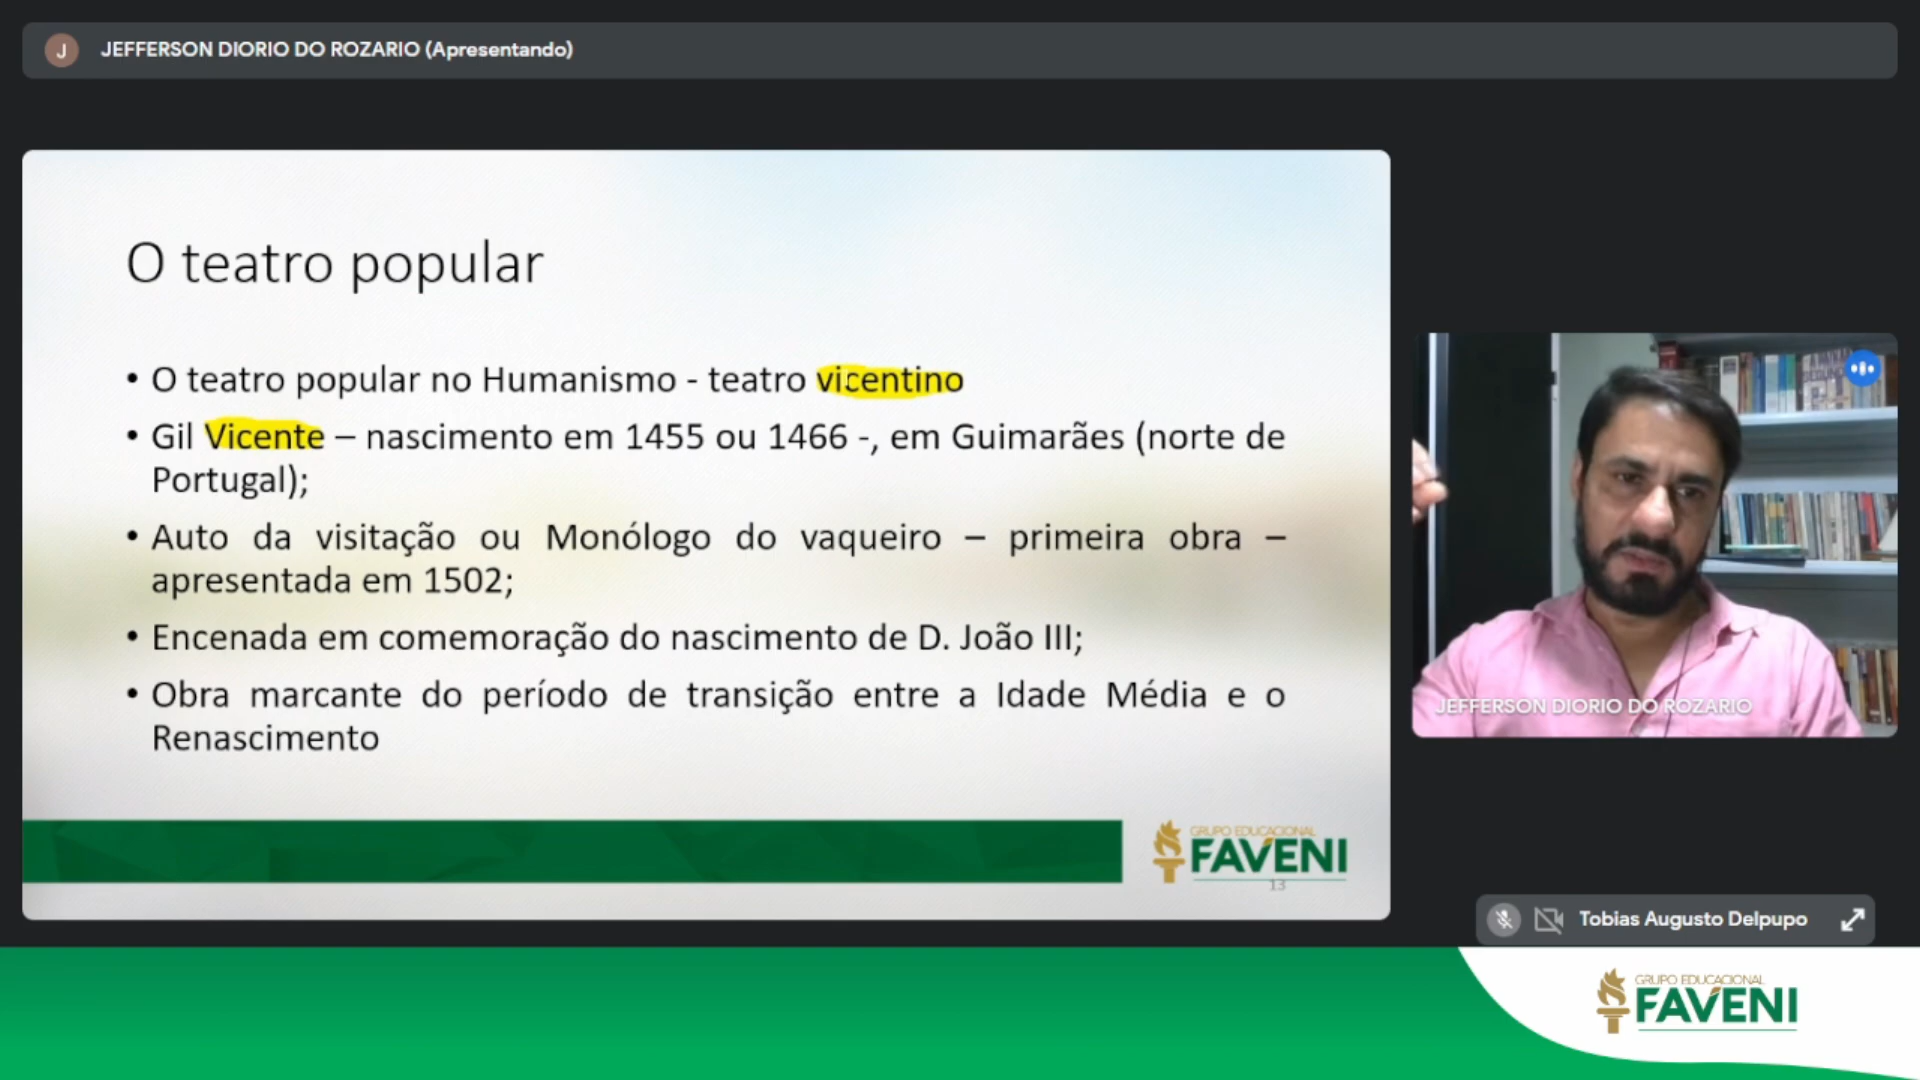 J
JEFFERSON DIORIO DO ROZARIO (Apresentando)
O teatro popular
• O teatro popular no Humanismo - teatro vicentino
• Gil Vicente – nascimento em 1455 ou 1466 -, em Guimarães (norte de
Portugal);
• Auto da visitação ou Monólogo do vaqueiro – primeira obra –
apresentada em 1502;
• Encenada em comemoração do nascimento de D. João III;
• Obra marcante do período de transição entre a Idade Média e o
Renascimento
GRUPO EDUCACIONAL
FAVENI
13
JEFFERSON DIORIO DO ROZARIO
Tobias Augusto Delpupo
GRUPO EDUCACIONAL
FAVENI